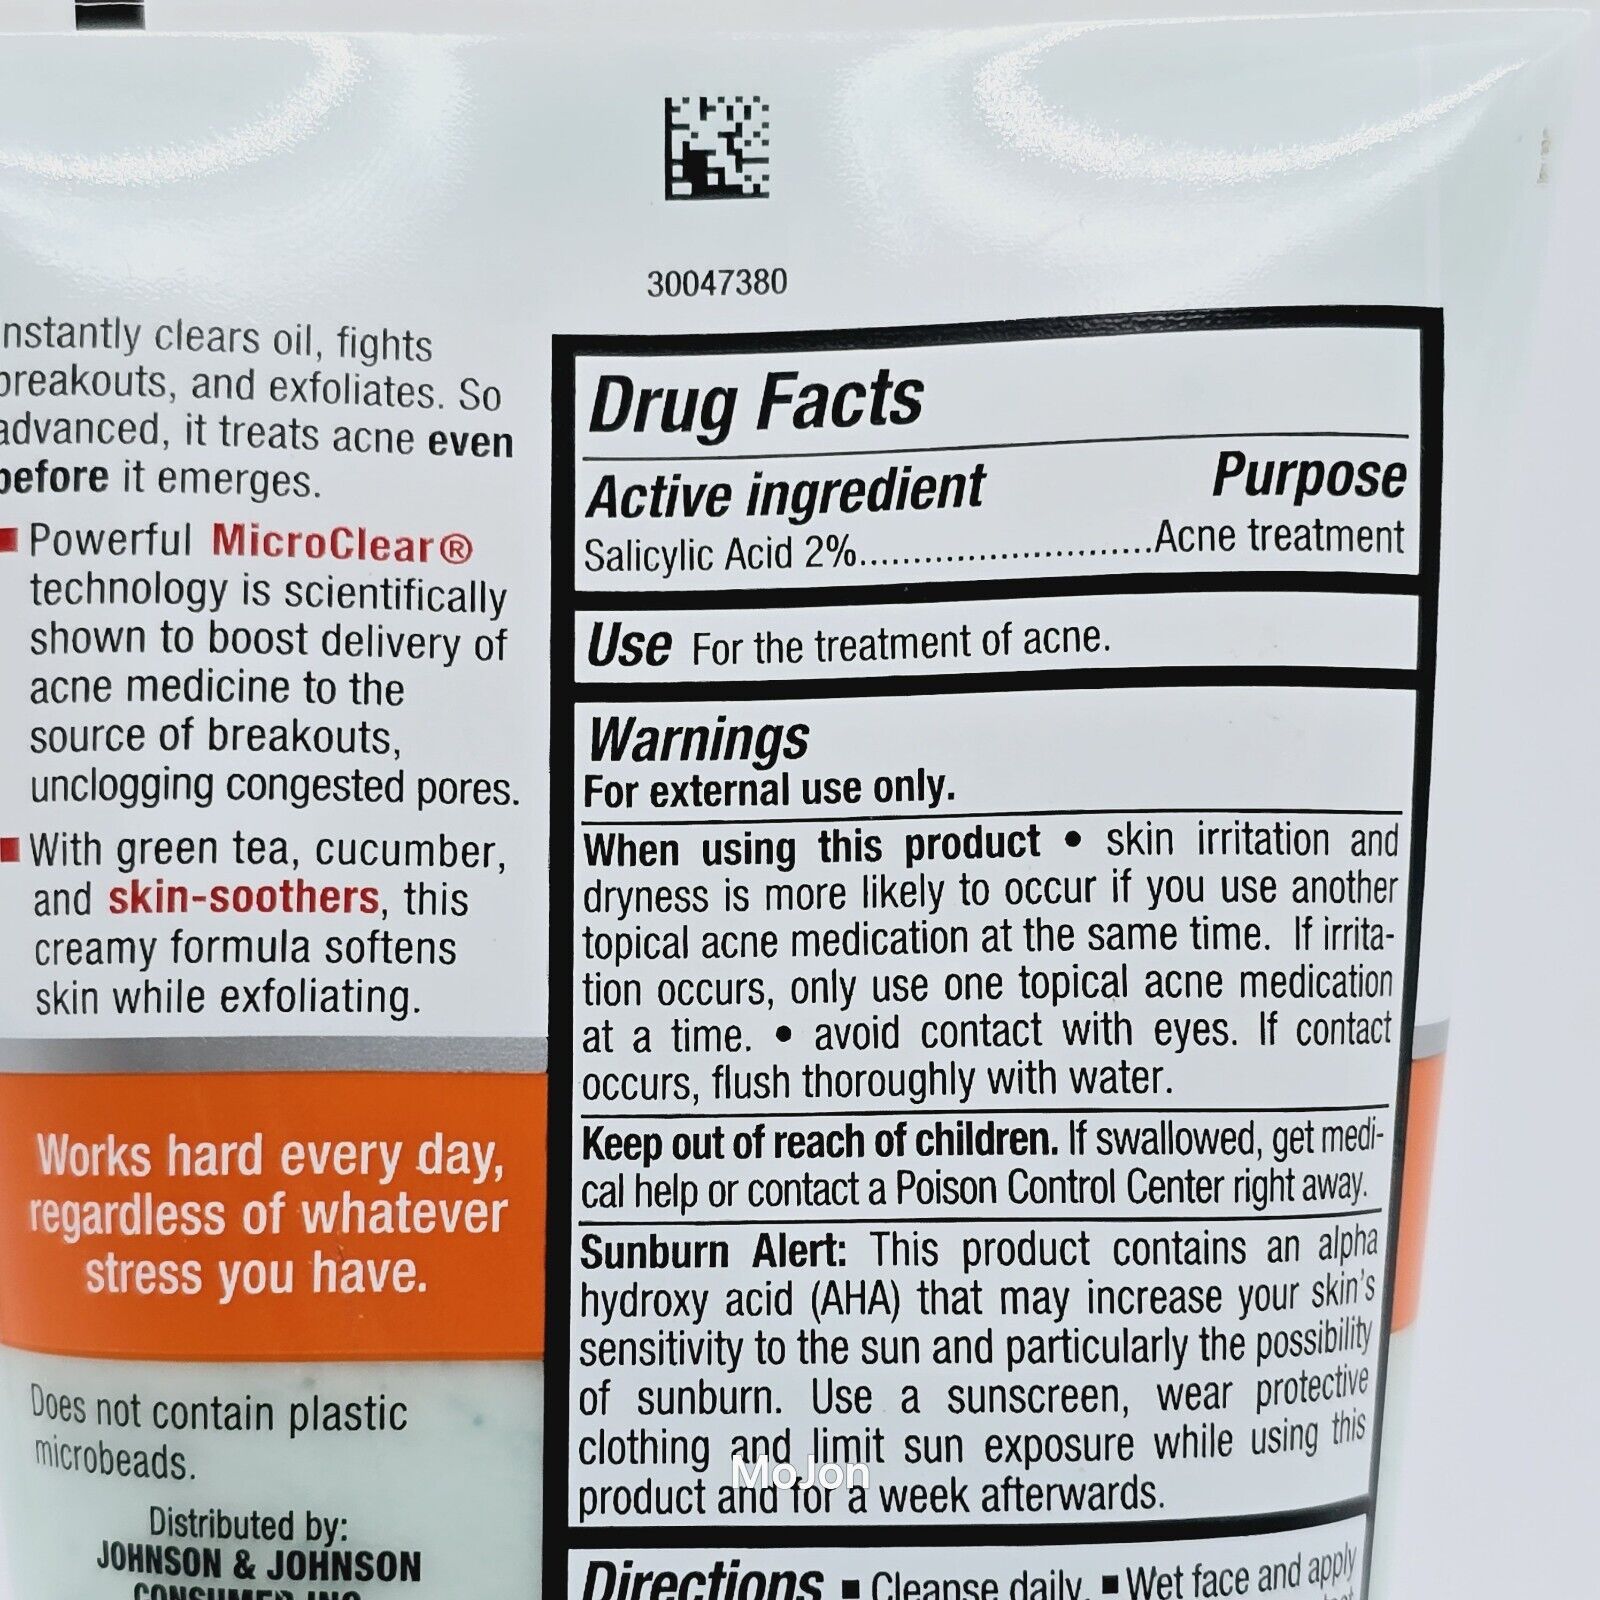 30047380
nstantly clears oil, fights
breakouts, and exfoliates. So
advanced, it treats acne even
before it emerges.
Powerful MicroClear®
technology is scientifically
shown to boost delivery of
acne medicine to the
source of breakouts,
unclogging congested pores.
With green tea, cucumber,
and skin-soothers, this
creamy formula softens
skin while exfoliating.
Works hard every day,
regardless of whatever
stress you have.
Does not contain plastic
microbeads.
Distributed by:
JOHNSON & JOHNSON
CONSUMER INC.
Drug Facts
Active ingredient Purpose
Salicylic Acid 2%............................Acne treatment
Use For the treatment of acne.
Warnings
For external use only.
When using this product • skin irritation and
dryness is more likely to occur if you use another
topical acne medication at the same time. If irrita-
tion occurs, only use one topical acne medication
at a time. • avoid contact with eyes. If contact
occurs, flush thoroughly with water.
Keep out of reach of children. If swallowed, get medi-
cal help or contact a Poison Control Center right away.
Sunburn Alert: This product contains an alpha
hydroxy acid (AHA) that may increase your skin's
sensitivity to the sun and particularly the possibility
of sunburn. Use a sunscreen, wear protective
clothing and limit sun exposure while using this
product and for a week afterwards.
MoJon
Directions ■ Cleanse daily. ■ Wet face and apply